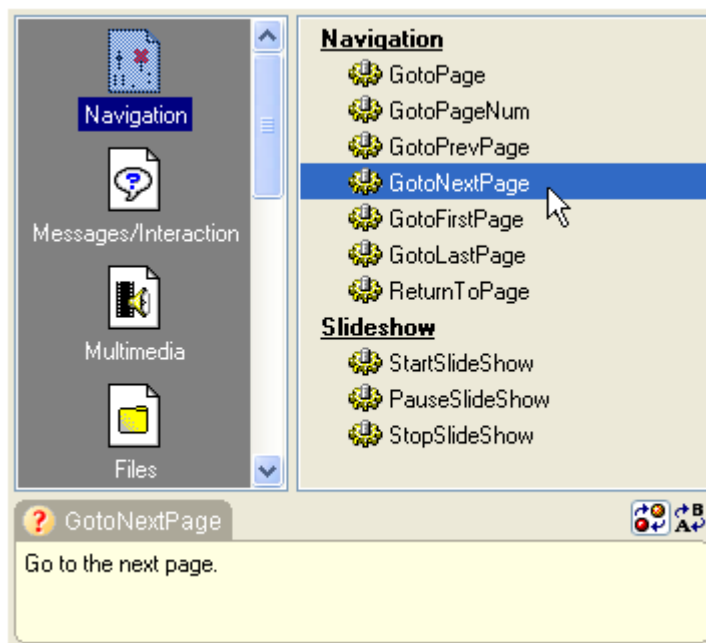 Navigation
Messages/Interaction
Multimedia
Files
Navigation
GotoPage
GotoPageNum
GotoPrevPage
GotoNextPage
GotoFirstPage
GotoLastPage
ReturnToPage
Slideshow
StartSlideShow
PauseSlideShow
StopSlideShow
? GotoNextPage
B
A
Go to the next page.